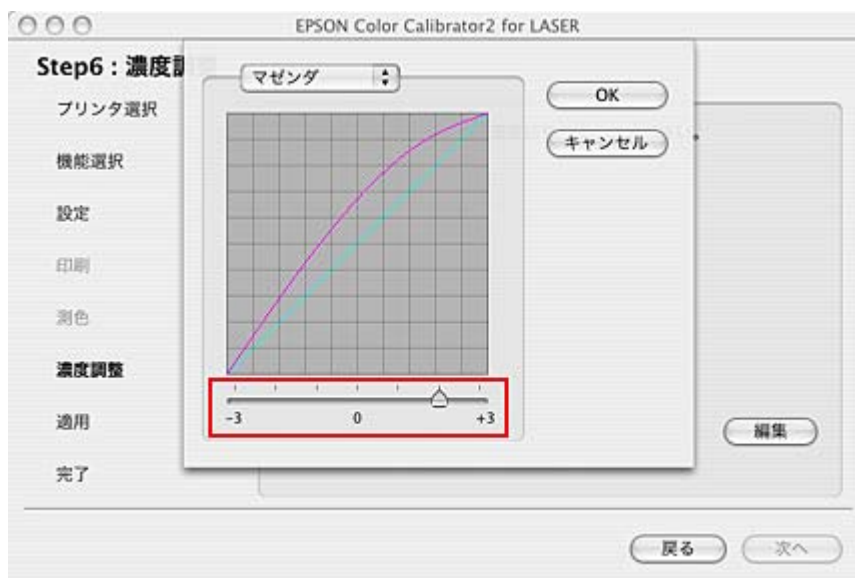 EPSON Color Calibrator2 for LASER
Step6 : 濃度調
プリンタ選択
機能選択
設定
印刷
測色
濃度調整
適用
完了
マゼンダ
OK
キャンセル
-3 0 +3
編集
戻る 次へ